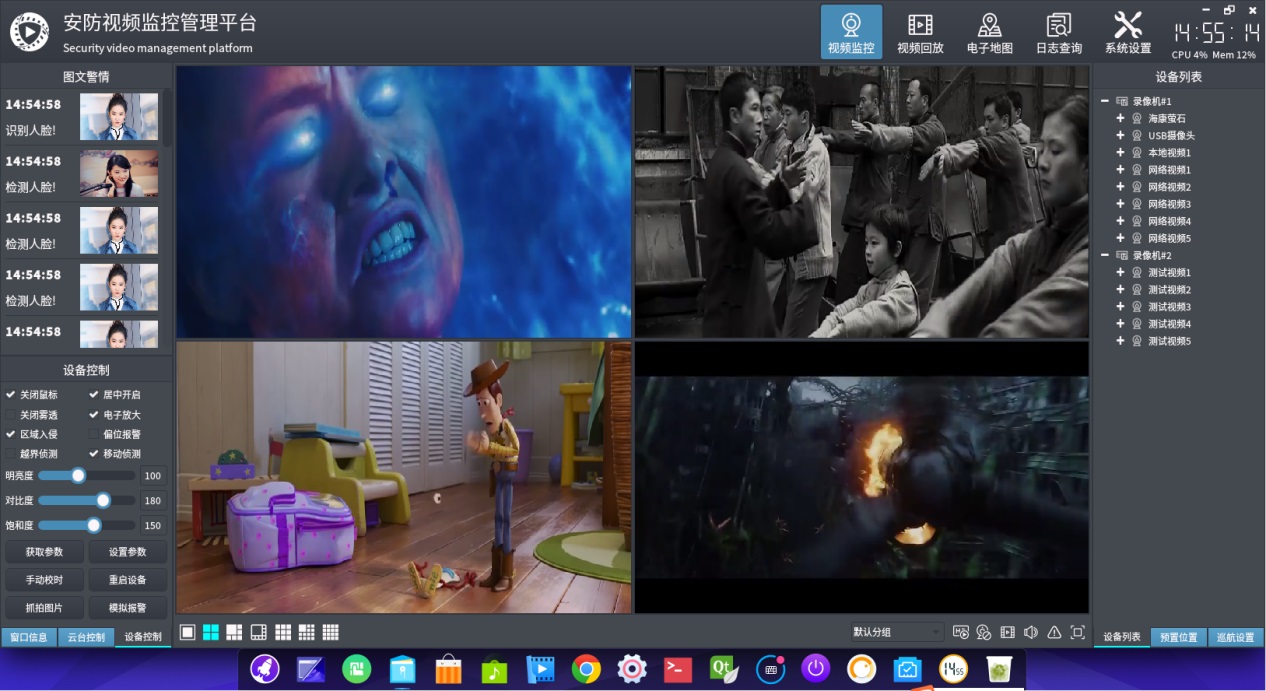 安防视频监控管理平台
Security video management platform
视频监控
视频回放
电子地图
日志查询
系统设置
14:55:14
CPU 4% Mem 12%
图文警情
14:54:58
识别人脸!
14:54:58
检测人脸!
14:54:58
检测人脸!
14:54:58
检测人脸!
14:54:58
设备控制
关闭鼠标 居中开启
关闭雾透 电子放大
区域入侵 偏位报警
越界侦测 移动侦测
明亮度 100
对比度 180
饱和度 150
获取参数 设置参数
手动校时 重启设备
抓拍图片 模拟报警
窗口信息 云台控制 设备控制
默认分组
设备列表
录像机#1
海康萤石
USB摄像头
本地视频1
网络视频1
网络视频2
网络视频3
网络视频4
网络视频5
录像机#2
测试视频1
测试视频2
测试视频3
测试视频4
测试视频5
设备列表 预置位置 巡航设置
Qt
14 55